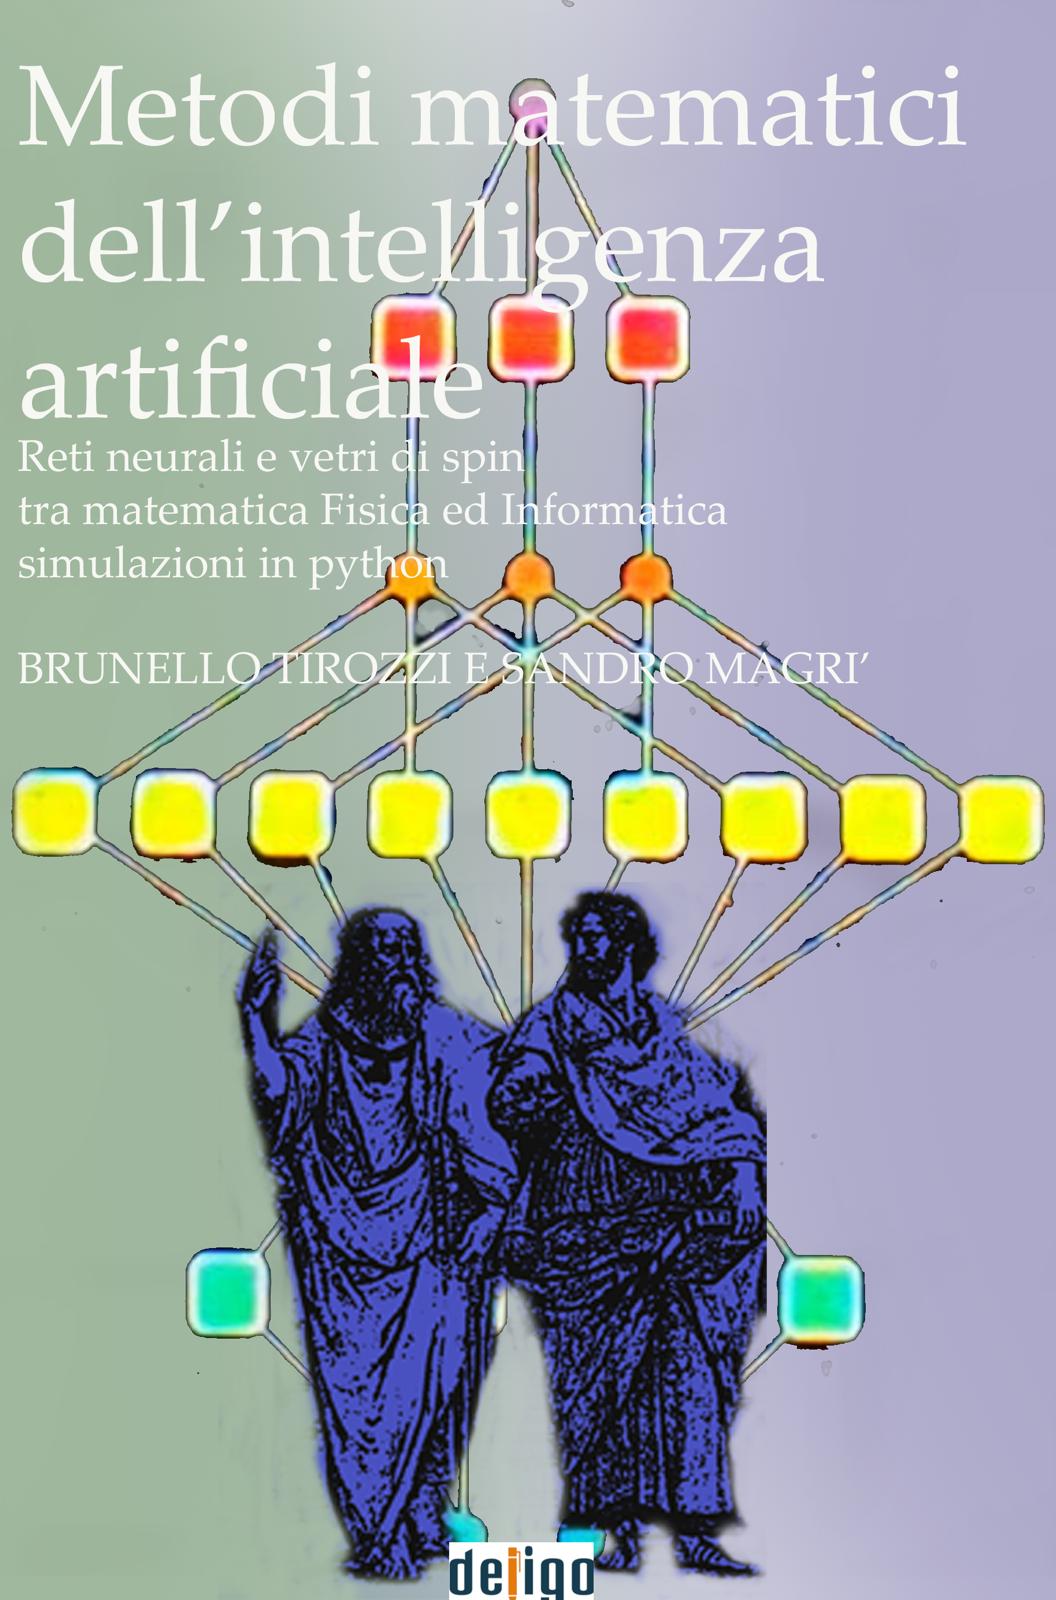 Metodi matematici
dell’intelligenza
artificiale
Reti neurali e vetri di spin
tra matematica Fisica ed Informatica
simulazioni in python
BRUNELLO TIROZZI E SANDRO MAGRI’
deligo